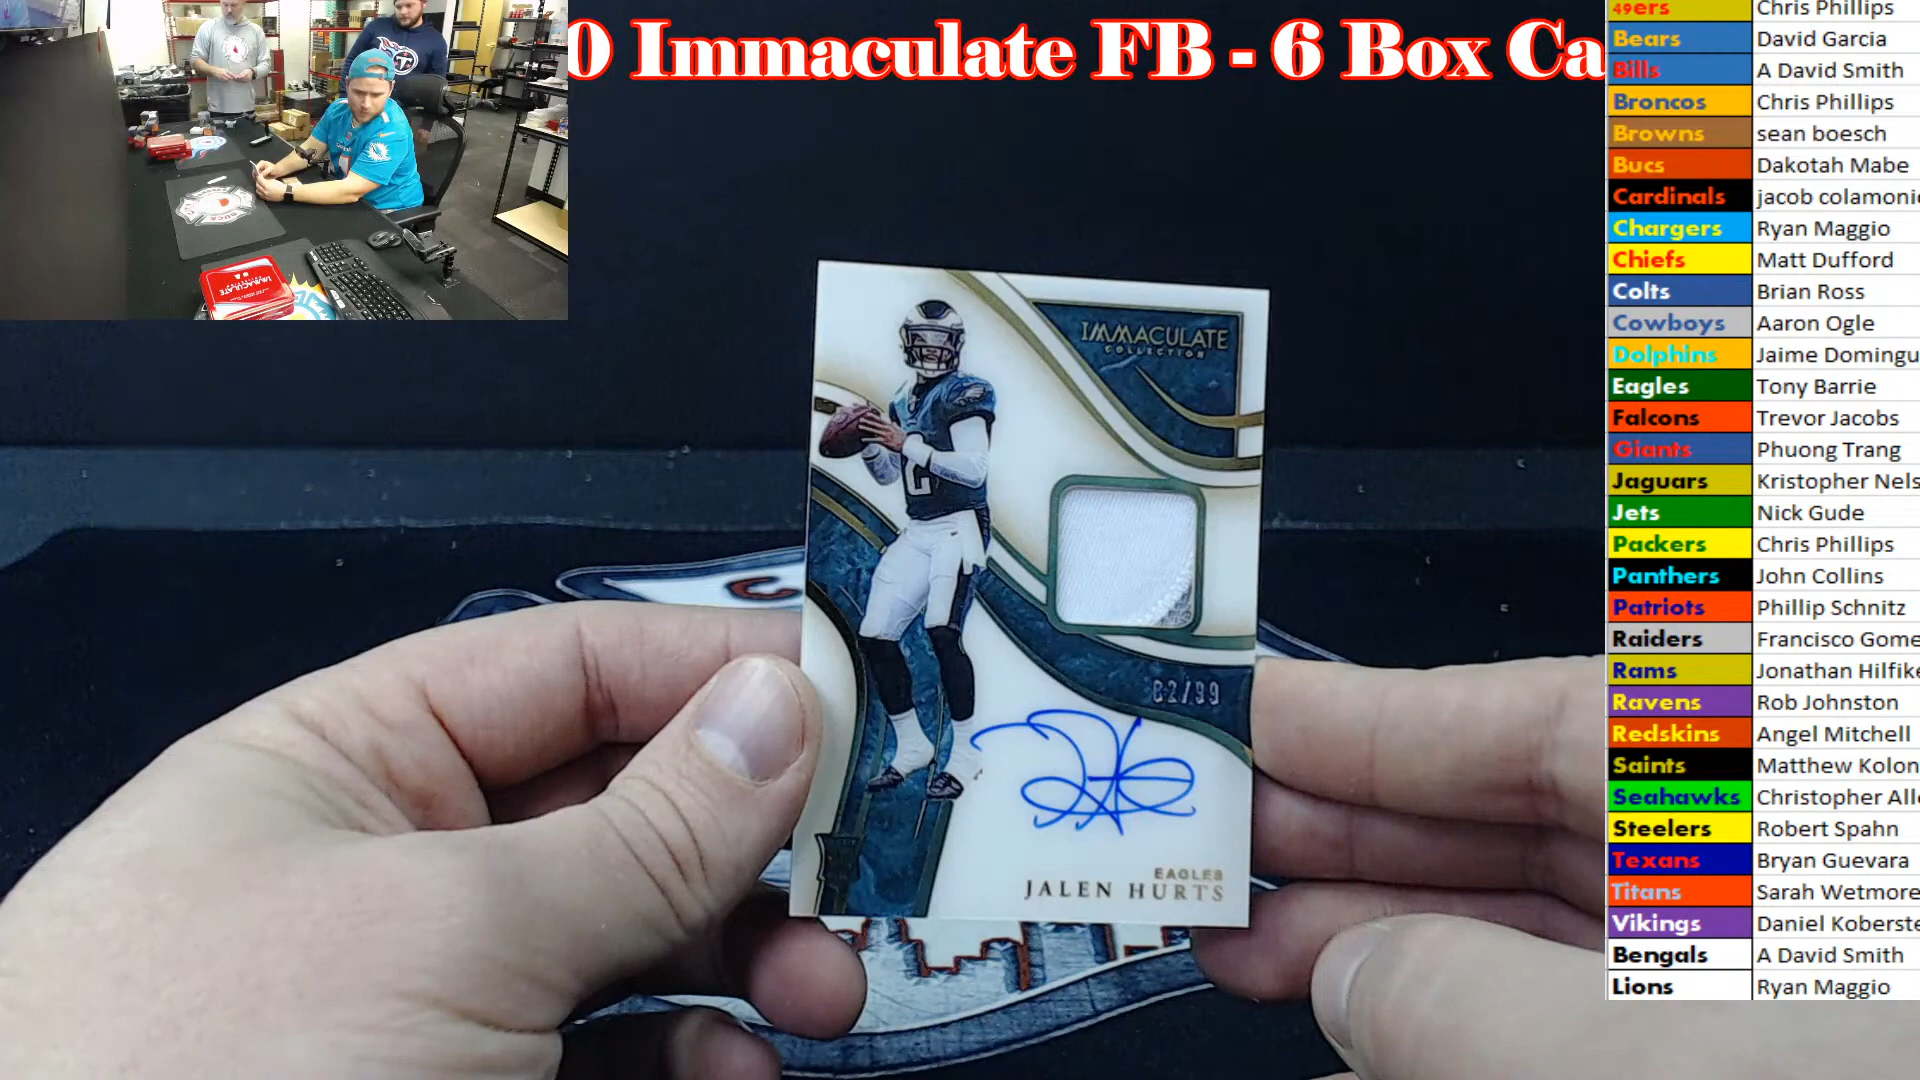 0 Immaculate FB - 6 Box Ca
49ers Chris Phillips
Bears David Garcia
Bills A David Smith
Broncos Chris Phillips
Browns sean boesch
Bucs Dakotah Mabe
Cardinals jacob colamonic
Chargers Ryan Maggio
Chiefs Matt Dufford
Colts Brian Ross
Cowboys Aaron Ogle
Dolphins Jaime Domingu
Eagles Tony Barrie
Falcons Trevor Jacobs
Giants Phuong Trang
Jaguars Kristopher Nels
Jets Nick Gude
Packers Chris Phillips
Panthers John Collins
Patriots Phillip Schnitz
Raiders Francisco Gome
Rams Jonathan Hilfike
Ravens Rob Johnston
Redskins Angel Mitchell
Saints Matthew Kolon
Seahawks Christopher Alle
Steelers Robert Spahn
Texans Bryan Guevara
Titans Sarah Wetmore
Vikings Daniel Koberste
Bengals A David Smith
Lions Ryan Maggio
IMMACULATE
COLLECTION
2
82/99
EAGLES
JALEN HURTS
IMMACULATE